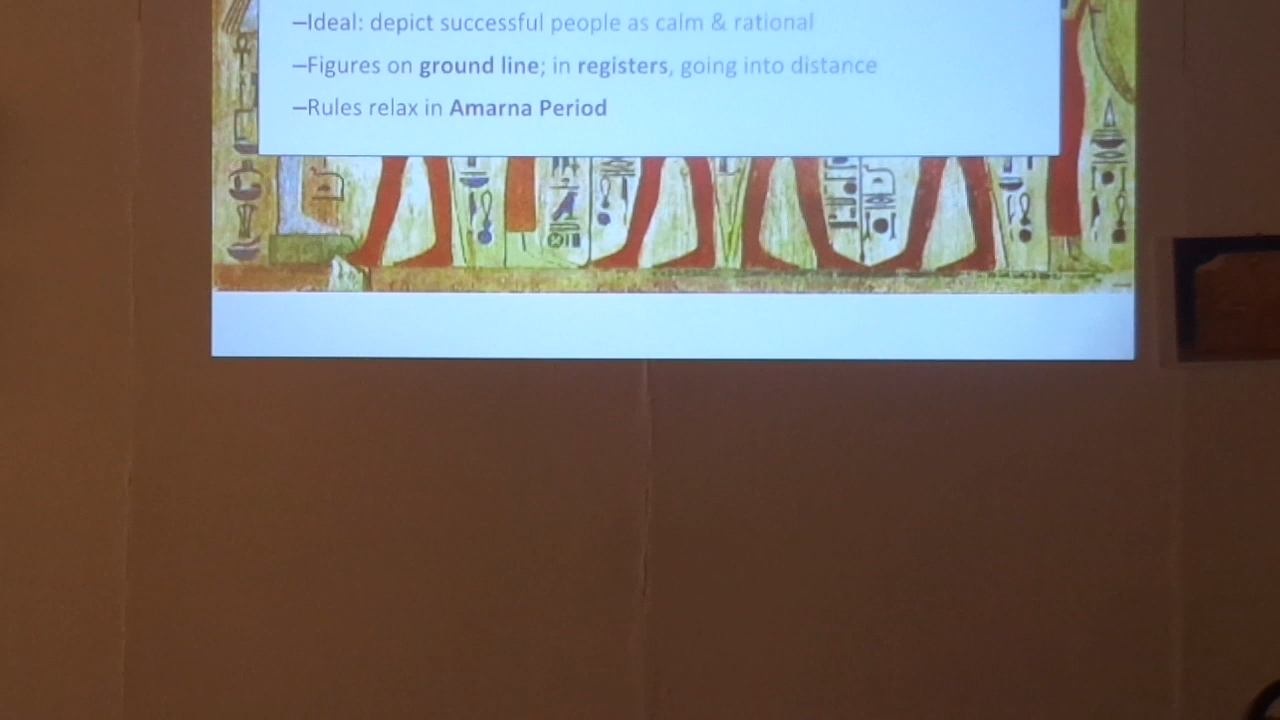 –Ideal: depict successful people as calm & rational
–Figures on ground line; in registers, going into distance
–Rules relax in Amarna Period